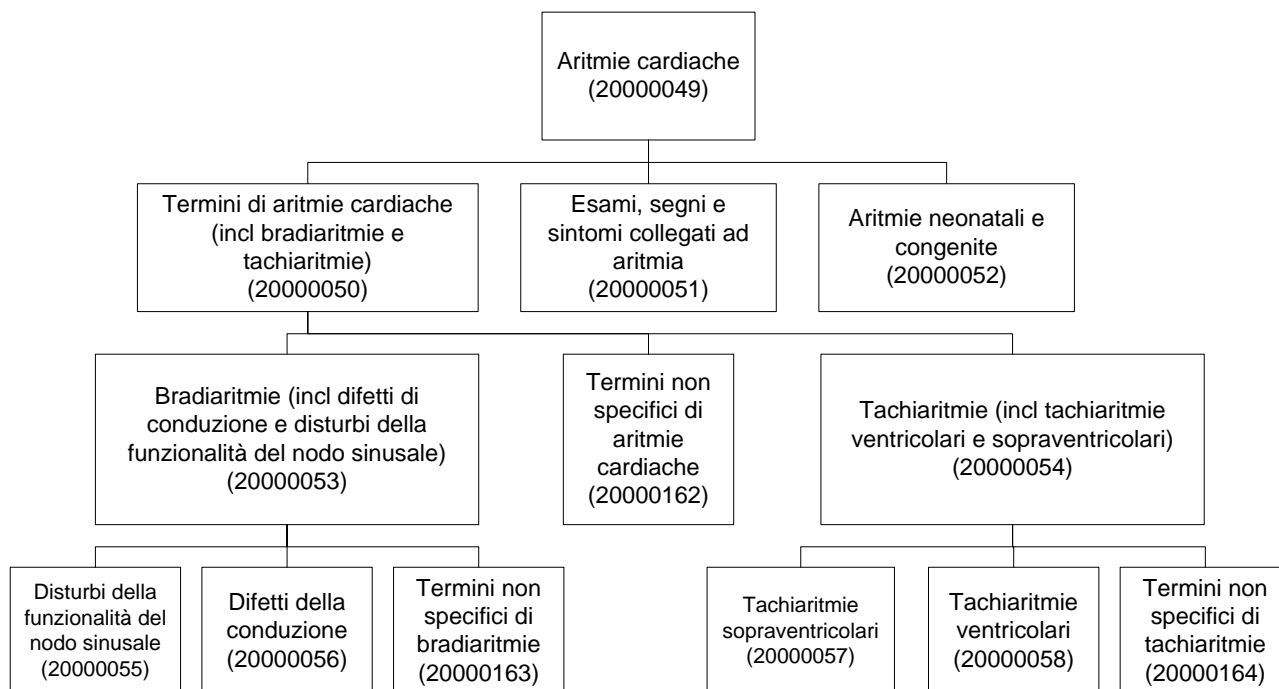 Aritmie cardiache
(20000049)
Termini di aritmie cardiache
(incl bradiaritmie e
tachiaritmie)
(20000050)
Esami, segni e
sintomi collegati ad
aritmia
(20000051)
Aritmie neonatali e
congenite
(20000052)
Bradiaritmie (incl difetti di
conduzione e disturbi della
funzionalità del nodo sinusale)
(20000053)
Termini non
specifici di
aritmie
cardiache
(20000162)
Tachiaritmie (incl tachiaritmie
ventricolari e sopraventricolari)
(20000054)
Disturbi della
funzionalità del
nodo sinusale
(20000055)
Difetti della
conduzione
(20000056)
Termini non
specifici di
bradiaritmie
(20000163)
Tachiaritmie
sopraventricolari
(20000057)
Tachiaritmie
ventricolari
(20000058)
Termini non
specifici di
tachiaritmie
(20000164)